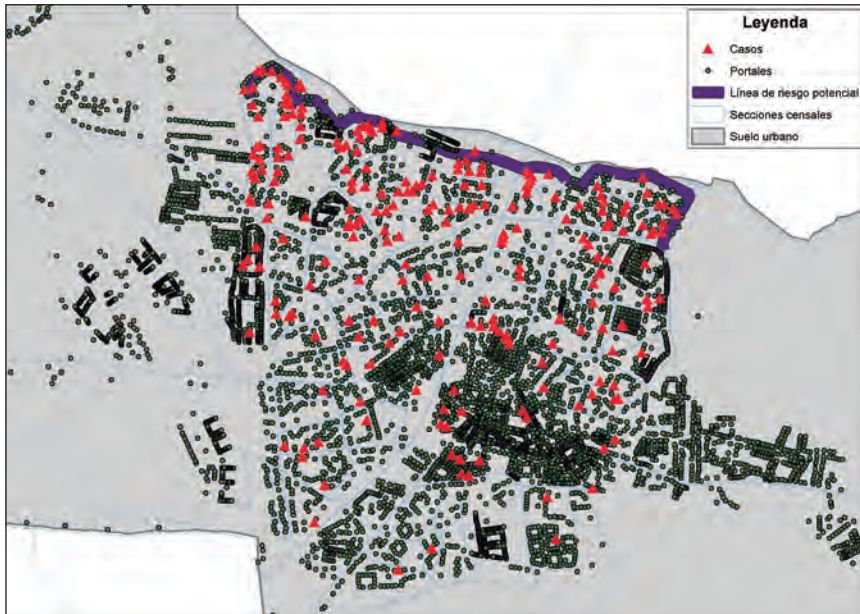 Leyenda
Casos
Portales
Línea de riesgo potencial
Secciones censales
Suelo urbano